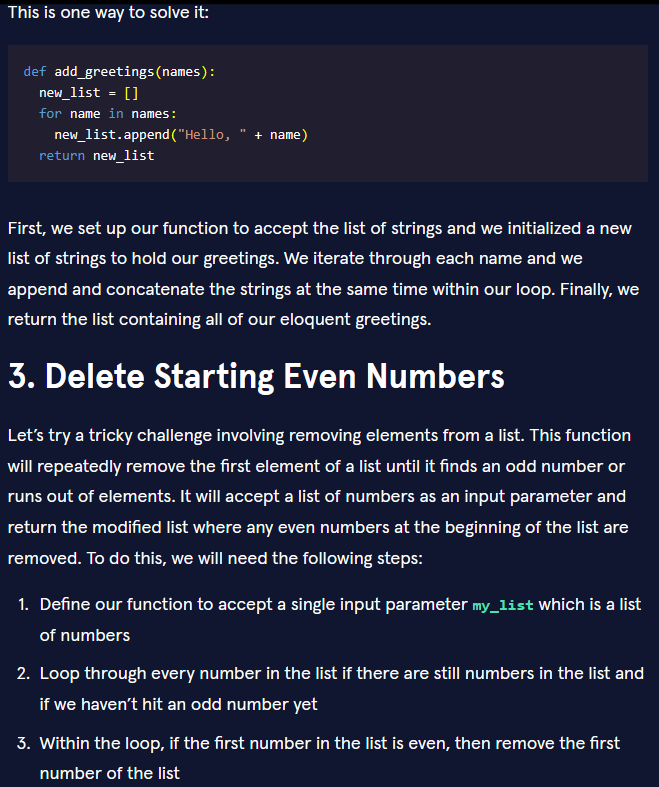 This is one way to solve it:
def add_greetings(names):
  new_list = []
  for name in names:
    new_list.append("Hello, " + name)
  return new_list
First, we set up our function to accept the list of strings and we initialized a new
list of strings to hold our greetings. We iterate through each name and we
append and concatenate the strings at the same time within our loop. Finally, we
return the list containing all of our eloquent greetings.
3. Delete Starting Even Numbers
Let’s try a tricky challenge involving removing elements from a list. This function
will repeatedly remove the first element of a list until it finds an odd number or
runs out of elements. It will accept a list of numbers as an input parameter and
return the modified list where any even numbers at the beginning of the list are
removed. To do this, we will need the following steps:
1. Define our function to accept a single input parameter my_list which is a list
of numbers
2. Loop through every number in the list if there are still numbers in the list and
if we haven’t hit an odd number yet
3. Within the loop, if the first number in the list is even, then remove the first
number of the list